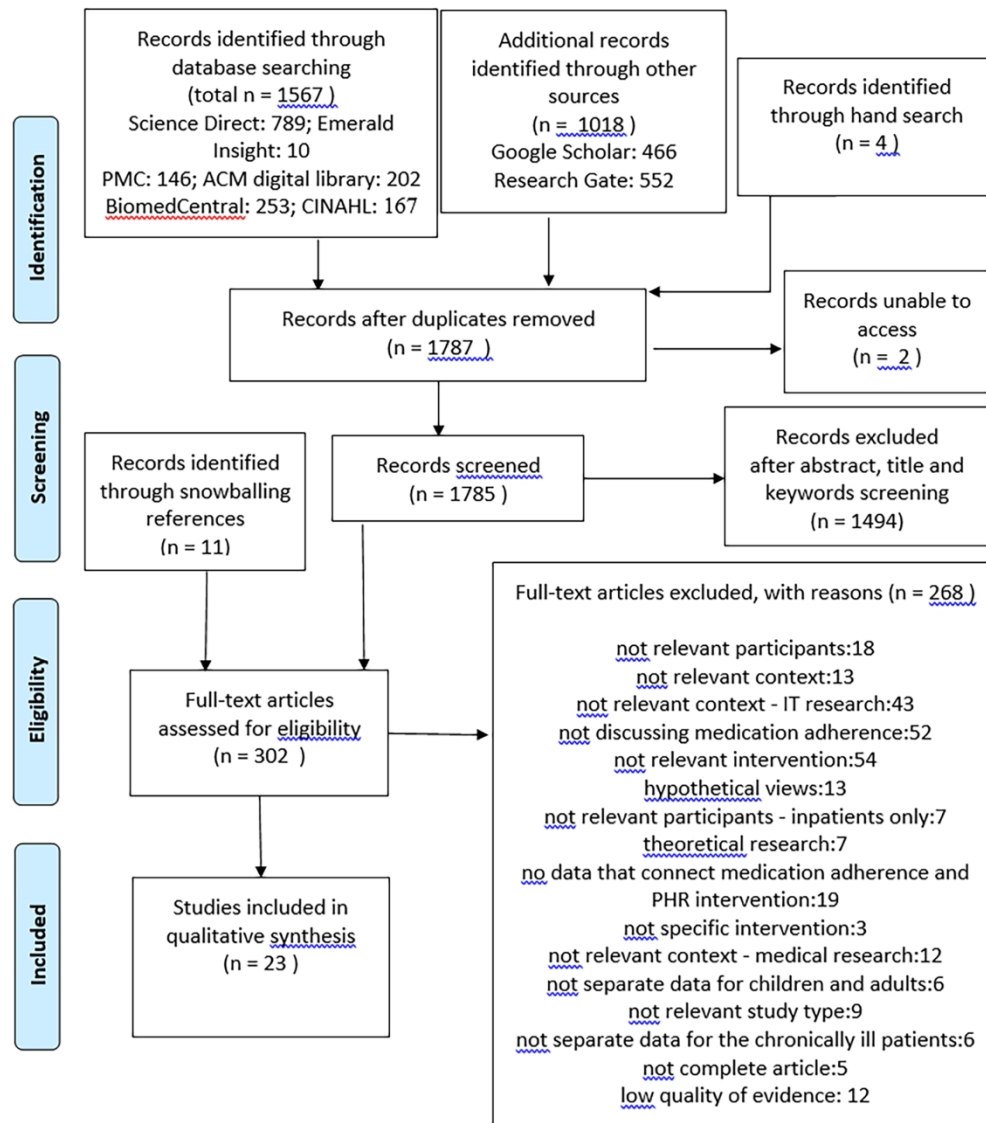 Records identified through
database searching
(total n = 1567 )
Science Direct: 789; Emerald
Insight: 10
PMC: 146; ACM digital library: 202
BiomedCentral: 253; CINAHL: 167
Additional records
identified through other
sources
(n = 1018 )
Google Scholar: 466
Research Gate: 552
Records identified
through hand search
(n = 4 )
Identification
Records after duplicates removed
(n = 1787 )
Records unable to
access
(n = 2 )
Screening
Records identified
through snowballing
references
(n = 11)
Records screened
(n = 1785 )
Records excluded
after abstract, title and
keywords screening
(n = 1494)
Eligibility
Full-text articles
assessed for eligibility
(n = 302 )
Full-text articles excluded, with reasons (n = 268 )
not relevant participants:18
not relevant context:13
not relevant context - IT research:43
not discussing medication adherence:52
not relevant intervention:54
hypothetical views:13
not relevant participants - inpatients only:7
theoretical research:7
no data that connect medication adherence and
PHR intervention:19
not specific intervention:3
not relevant context - medical research:12
not separate data for children and adults:6
not relevant study type:9
not separate data for the chronically ill patients:6
not complete article:5
low quality of evidence: 12
Included
Studies included in
qualitative synthesis
(n = 23 )